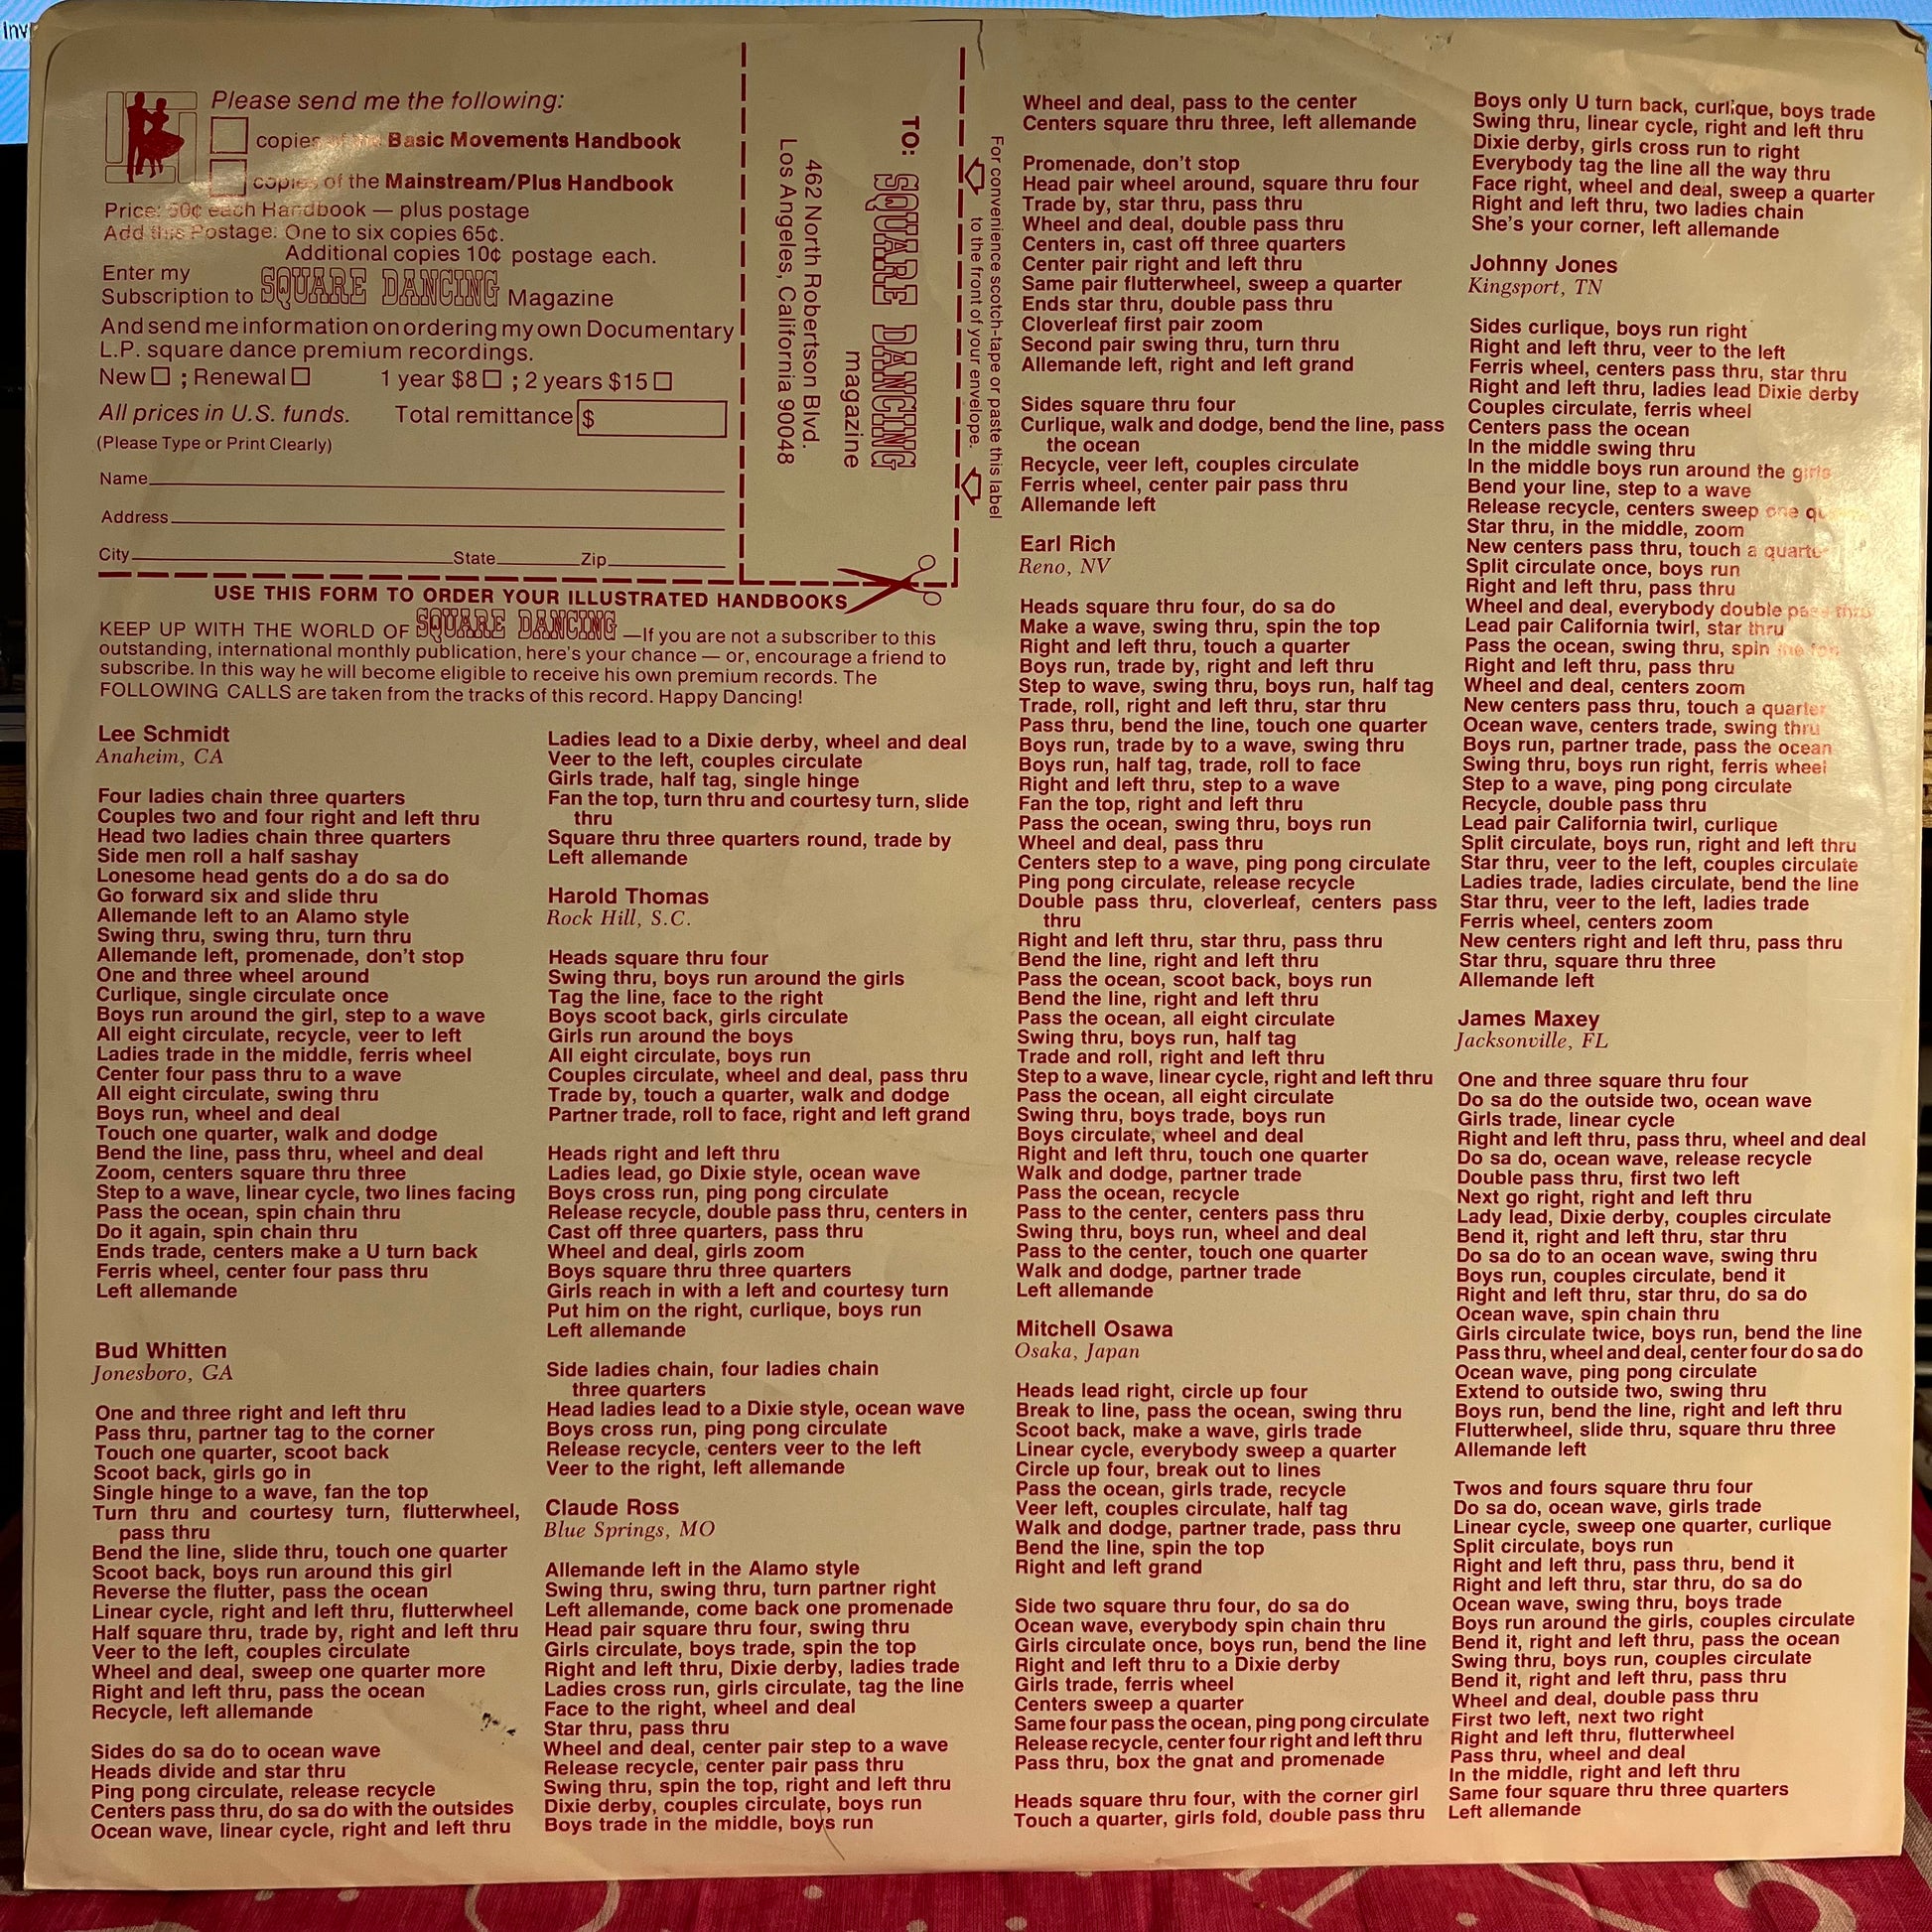 Inv
Please send me the following:
copies of the Basic Movements Handbook
copies of the Mainstream/Plus Handbook
Price: 50¢ each Handbook — plus postage
Add this Postage: One to six copies 65¢.
Additional copies 10¢ postage each.
Enter my
Subscription to SQUARE DANCING Magazine
And send me information on ordering my own Documentary
L.P. square dance premium recordings.
New ; Renewal 1 year $8 ; 2 years $15
All prices in U.S. funds. Total remittance $
(Please Type or Print Clearly)
Name
Address
City State Zip
TO: SQUARE DANCING
magazine
462 North Robertson Blvd.
Los Angeles, California 90048
For convenience scotch-tape or paste this label
to the front of your envelope.
USE THIS FORM TO ORDER YOUR ILLUSTRATED HANDBOOKS
KEEP UP WITH THE WORLD OF SQUARE DANCING —If you are not a subscriber to this
outstanding, international monthly publication, here's your chance — or, encourage a friend to
subscribe. In this way he will become eligible to receive his own premium records. The
FOLLOWING CALLS are taken from the tracks of this record. Happy Dancing!
Lee Schmidt
Anaheim, CA
Four ladies chain three quarters
Couples two and four right and left thru
Head two ladies chain three quarters
Side men roll a half sashay
Lonesome head gents do a do sa do
Go forward six and slide thru
Allemande left to an Alamo style
Swing thru, swing thru, turn thru
Allemande left, promenade, don't stop
One and three wheel around
Curlique, single circulate once
Boys run around the girl, step to a wave
All eight circulate, recycle, veer to left
Ladies trade in the middle, ferris wheel
Center four pass thru to a wave
All eight circulate, swing thru
Boys run, wheel and deal
Touch one quarter, walk and dodge
Bend the line, pass thru, wheel and deal
Zoom, centers square thru three
Step to a wave, linear cycle, two lines facing
Pass the ocean, spin chain thru
Do it again, spin chain thru
Ends trade, centers make a U turn back
Ferris wheel, center four pass thru
Left allemande
Bud Whitten
Jonesboro, GA
One and three right and left thru
Pass thru, partner tag to the corner
Touch one quarter, scoot back
Scoot back, girls go in
Single hinge to a wave, fan the top
Turn thru and courtesy turn, flutterwheel,
pass thru
Bend the line, slide thru, touch one quarter
Scoot back, boys run around this girl
Reverse the flutter, pass the ocean
Linear cycle, right and left thru, flutterwheel
Half square thru, trade by, right and left thru
Veer to the left, couples circulate
Wheel and deal, sweep one quarter more
Right and left thru, pass the ocean
Recycle, left allemande
Sides do sa do to ocean wave
Heads divide and star thru
Ping pong circulate, release recycle
Centers pass thru, do sa do with the outsides
Ocean wave, linear cycle, right and left thru
Ladies lead to a Dixie derby, wheel and deal
Veer to the left, couples circulate
Girls trade, half tag, single hinge
Fan the top, turn thru and courtesy turn, slide
thru
Square thru three quarters round, trade by
Left allemande
Harold Thomas
Rock Hill, S.C.
Heads square thru four
Swing thru, boys run around the girls
Tag the line, face to the right
Boys scoot back, girls circulate
Girls run around the boys
All eight circulate, boys run
Couples circulate, wheel and deal, pass thru
Trade by, touch a quarter, walk and dodge
Partner trade, roll to face, right and left grand
Heads right and left thru
Ladies lead, go Dixie style, ocean wave
Boys cross run, ping pong circulate
Release recycle, double pass thru, centers in
Cast off three quarters, pass thru
Wheel and deal, girls zoom
Boys square thru three quarters
Girls reach in with a left and courtesy turn
Put him on the right, curlique, boys run
Left allemande
Side ladies chain, four ladies chain
three quarters
Head ladies lead to a Dixie style, ocean wave
Boys cross run, ping pong circulate
Release recycle, centers veer to the left
Veer to the right, left allemande
Claude Ross
Blue Springs, MO
Allemande left in the Alamo style
Swing thru, swing thru, turn partner right
Left allemande, come back one promenade
Head pair square thru four, swing thru
Girls circulate, boys trade, spin the top
Right and left thru, Dixie derby, ladies trade
Ladies cross run, girls circulate, tag the line
Face to the right, wheel and deal
Star thru, pass thru
Wheel and deal, center pair step to a wave
Release recycle, center pair pass thru
Swing thru, spin the top, right and left thru
Dixie derby, couples circulate, boys run
Boys trade in the middle, boys run
Wheel and deal, pass to the center
Centers square thru three, left allemande
Promenade, don't stop
Head pair wheel around, square thru four
Trade by, star thru, pass thru
Wheel and deal, double pass thru
Centers in, cast off three quarters
Center pair right and left thru
Same pair flutterwheel, sweep a quarter
Ends star thru, double pass thru
Cloverleaf first pair zoom
Second pair swing thru, turn thru
Allemande left, right and left grand
Sides square thru four
Curlique, walk and dodge, bend the line, pass
the ocean
Recycle, veer left, couples circulate
Ferris wheel, center pair pass thru
Allemande left
Earl Rich
Reno, NV
Heads square thru four, do sa do
Make a wave, swing thru, spin the top
Right and left thru, touch a quarter
Boys run, trade by, right and left thru
Step to wave, swing thru, boys run, half tag
Trade, roll, right and left thru, star thru
Pass thru, bend the line, touch one quarter
Boys run, trade by to a wave, swing thru
Boys run, half tag, trade, roll to face
Right and left thru, step to a wave
Fan the top, right and left thru
Pass the ocean, swing thru, boys run
Wheel and deal, pass thru
Centers step to a wave, ping pong circulate
Ping pong circulate, release recycle
Double pass thru, cloverleaf, centers pass
thru
Right and left thru, star thru, pass thru
Bend the line, right and left thru
Pass the ocean, scoot back, boys run
Bend the line, right and left thru
Pass the ocean, all eight circulate
Swing thru, boys run, half tag
Trade and roll, right and left thru
Step to a wave, linear cycle, right and left thru
Pass the ocean, all eight circulate
Swing thru, boys trade, boys run
Boys circulate, wheel and deal
Right and left thru, touch one quarter
Walk and dodge, partner trade
Pass the ocean, recycle
Pass to the center, centers pass thru
Swing thru, boys run, wheel and deal
Pass to the center, touch one quarter
Walk and dodge, partner trade
Left allemande
Mitchell Osawa
Osaka, Japan
Heads lead right, circle up four
Break to line, pass the ocean, swing thru
Scoot back, make a wave, girls trade
Linear cycle, everybody sweep a quarter
Circle up four, break out to lines
Pass the ocean, girls trade, recycle
Veer left, couples circulate, half tag
Walk and dodge, partner trade, pass thru
Bend the line, spin the top
Right and left grand
Side two square thru four, do sa do
Ocean wave, everybody spin chain thru
Girls circulate once, boys run, bend the line
Right and left thru to a Dixie derby
Girls trade, ferris wheel
Centers sweep a quarter
Same four pass the ocean, ping pong circulate
Release recycle, center four right and left thru
Pass thru, box the gnat and promenade
Heads square thru four, with the corner girl
Touch a quarter, girls fold, double pass thru
Boys only U turn back, curlique, boys trade
Swing thru, linear cycle, right and left thru
Dixie derby, girls cross run to right
Everybody tag the line all the way thru
Face right, wheel and deal, sweep a quarter
Right and left thru, two ladies chain
She's your corner, left allemande
Johnny Jones
Kingsport, TN
Sides curlique, boys run right
Right and left thru, veer to the left
Ferris wheel, centers pass thru, star thru
Right and left thru, ladies lead Dixie derby
Couples circulate, ferris wheel
Centers pass the ocean
In the middle swing thru
In the middle boys run around the girls
Bend your line, step to a wave
Release recycle, centers sweep one
Star thru, in the middle, zoom
New centers pass thru, touch a quarter
Split circulate once, boys run
Right and left thru, pass thru
Wheel and deal, everybody double pass thru
Lead pair California twirl, star thru
Pass the ocean, swing thru, spin the top
Right and left thru, pass thru
Wheel and deal, centers zoom
New centers pass thru, touch a quarter
Ocean wave, centers trade, swing thru
Boys run, partner trade, pass the ocean
Swing thru, boys run right, ferris wheel
Step to a wave, ping pong circulate
Recycle, double pass thru
Lead pair California twirl, curlique
Split circulate, boys run, right and left thru
Star thru, veer to the left, couples circulate
Ladies trade, ladies circulate, bend the line
Star thru, veer to the left, ladies trade
Ferris wheel, centers zoom
New centers right and left thru, pass thru
Star thru, square thru three
Allemande left
James Maxey
Jacksonville, FL
One and three square thru four
Do sa do the outside two, ocean wave
Girls trade, linear cycle
Right and left thru, pass thru, wheel and deal
Do sa do, ocean wave, release recycle
Double pass thru, first two left
Next go right, right and left thru
Lady lead, Dixie derby, couples circulate
Bend it, right and left thru, star thru
Do sa do to an ocean wave, swing thru
Boys run, couples circulate, bend it
Right and left thru, star thru, do sa do
Ocean wave, spin chain thru
Girls circulate twice, boys run, bend the line
Pass thru, wheel and deal, center four do sa do
Ocean wave, ping pong circulate
Extend to outside two, swing thru
Boys run, bend the line, right and left thru
Flutterwheel, slide thru, square thru three
Allemande left
Twos and fours square thru four
Do sa do, ocean wave, girls trade
Linear cycle, sweep one quarter, curlique
Split circulate, boys run
Right and left thru, pass thru, bend it
Right and left thru, star thru, do sa do
Ocean wave, swing thru, boys trade
Boys run around the girls, couples circulate
Bend it, right and left thru, pass the ocean
Swing thru, boys run, couples circulate
Bend it, right and left thru, pass thru
Wheel and deal, double pass thru
First two left, next two right
Right and left thru, flutterwheel
Pass thru, wheel and deal
In the middle, right and left thru
Same four square thru three quarters
Left allemande